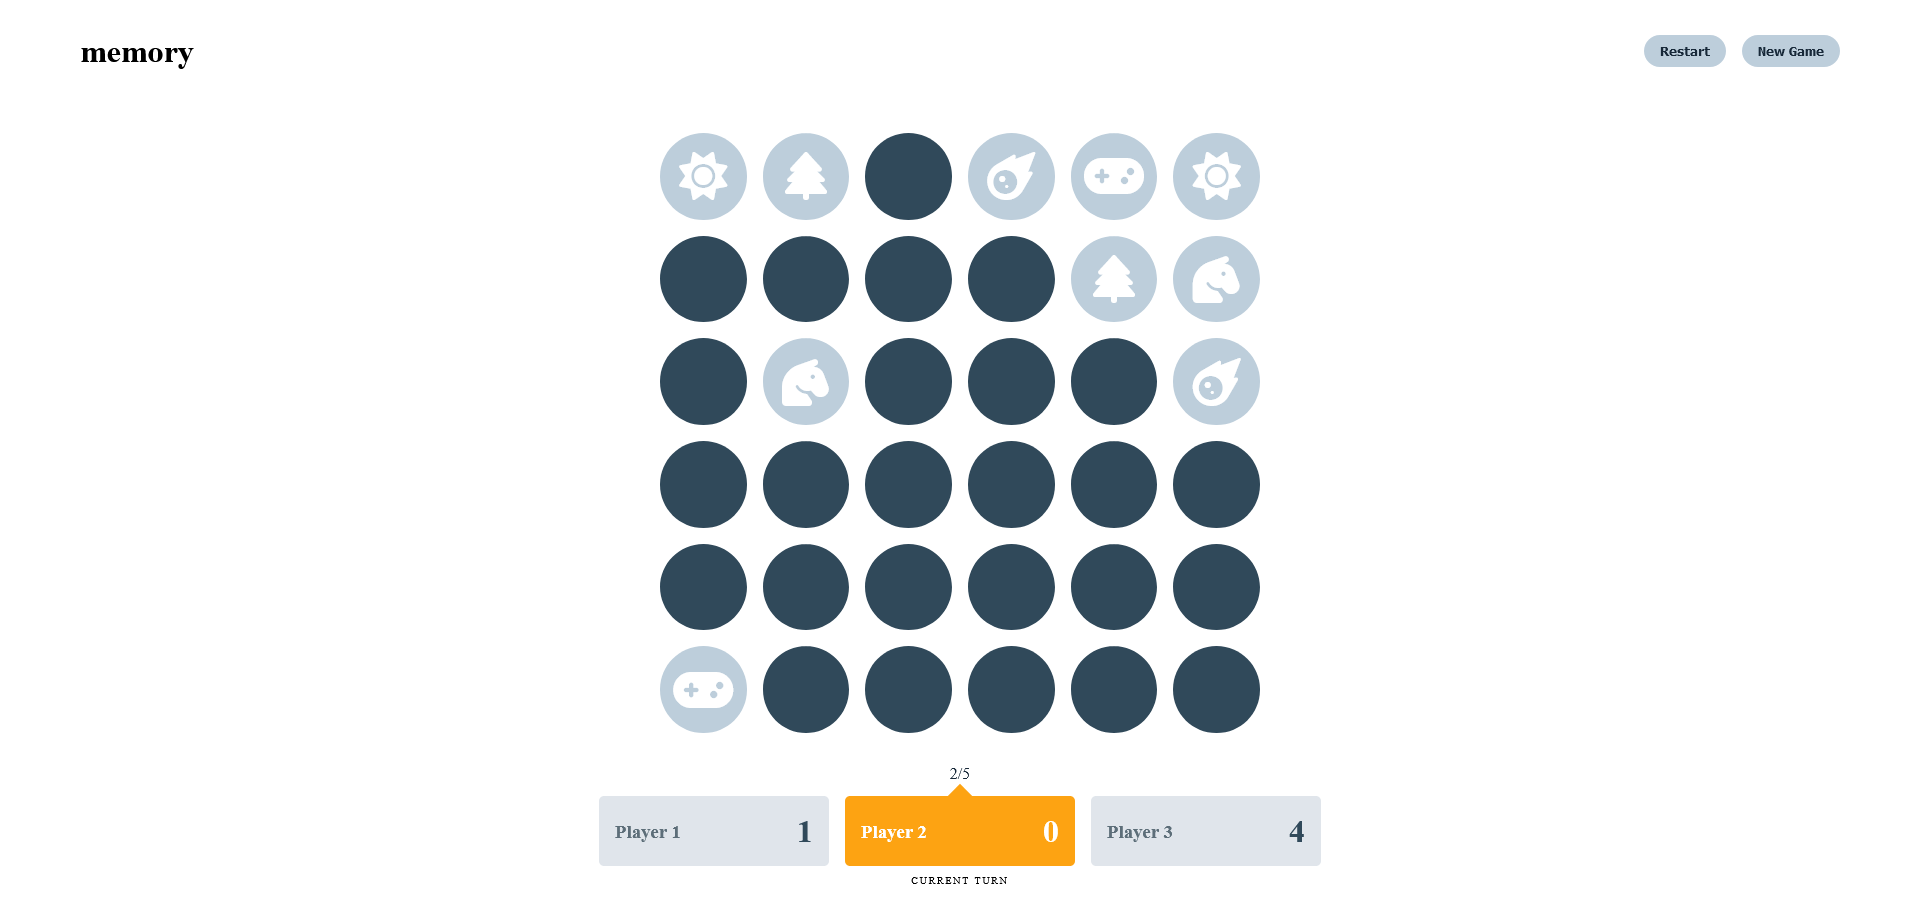 memory
Restart
New Game
2/5
Player 1
1
Player 2
0
Player 3
4
CURRENT TURN